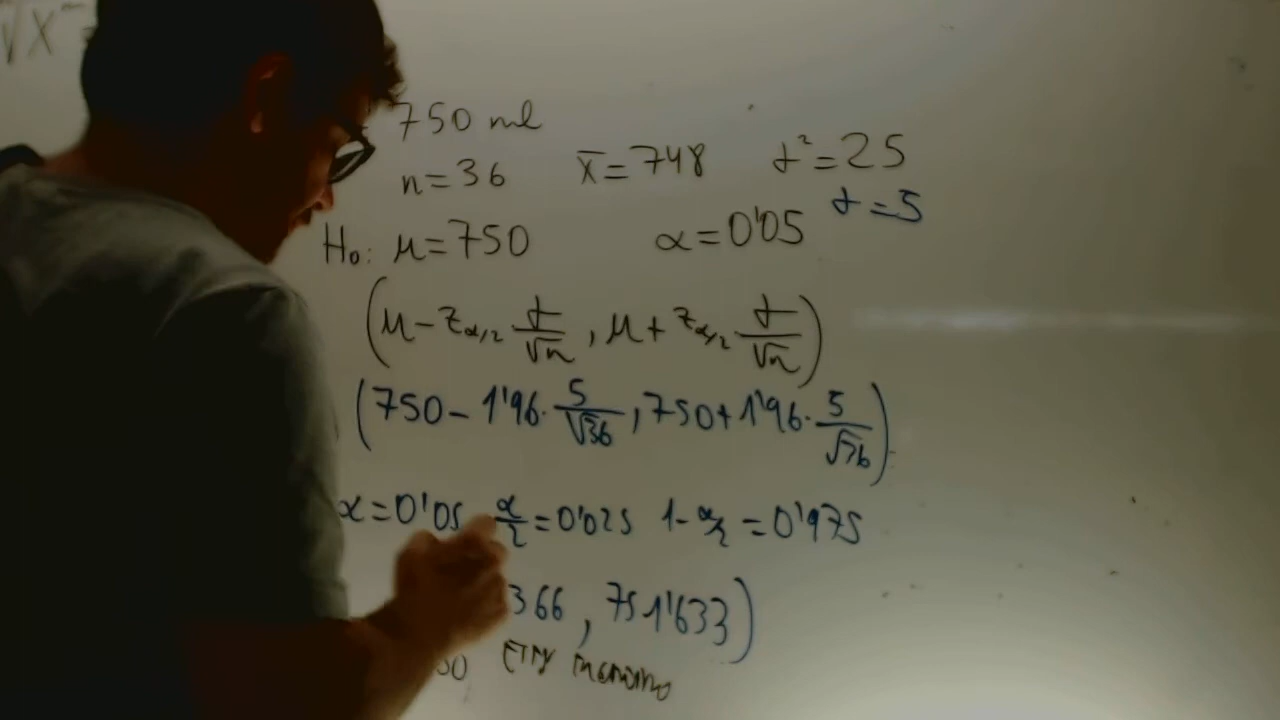 √x
750 ml
n=36 x̄=748 σ²=25
σ=5
H₀: μ=750 α=0'05
(μ-z_{α/2} σ/√n, μ+z_{α/2} σ/√n)
(750-1'96·5/√36, 750+1'96·5/√36)
α=0'05 α/2=0'025 1-α/2=0'975
366, 751'633)
50